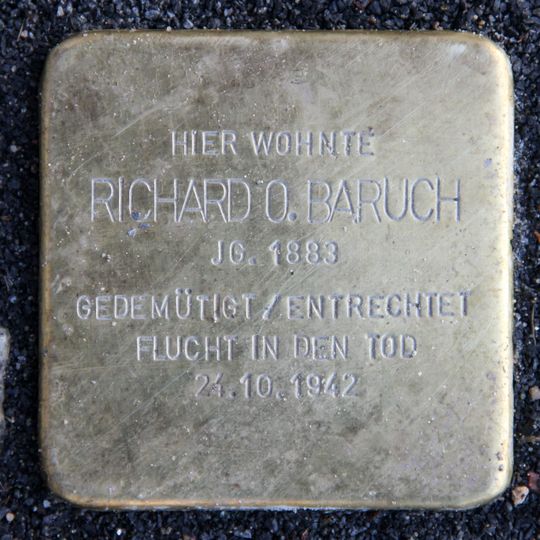 HIER WOHNTE
RICHARD O. BARUCH
JG. 1883
GEDEMÜTIGT/ENTRECHTET
FLUCHT IN DEN TOD
24.10.1942